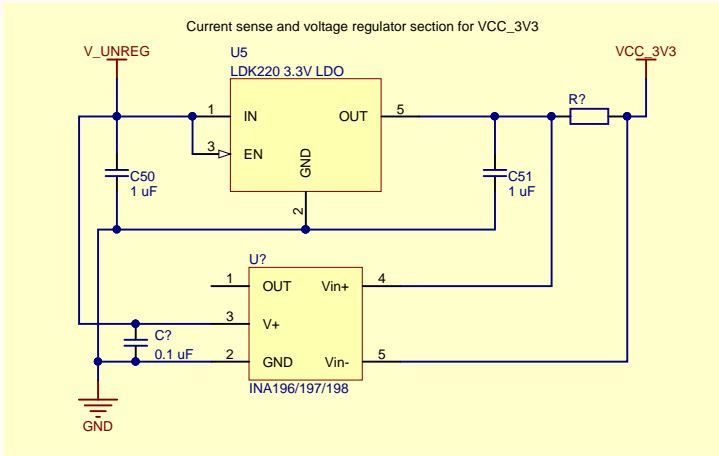 Current sense and voltage regulator section for VCC_3V3
V_UNREG
U5
VCC_3V3
LDK220 3.3V LDO
R?
1
IN
OUT
5
3
EN
GND
C50
1 uF
C51
1 uF
2
U?
1
OUT
Vin+
4
3
V+
C?
0.1 uF
2
GND
Vin-
5
INA196/197/198
GND